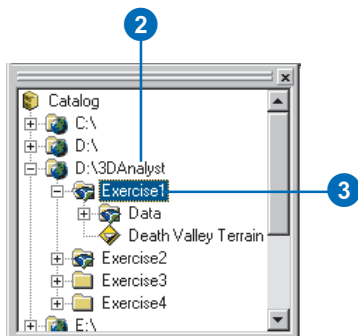 2
Catalog
C:\
D:\
D:\3DAnalyst
Exercise1
3
Data
Death Valley Terrain
Exercise2
Exercise3
Exercise4
E:\